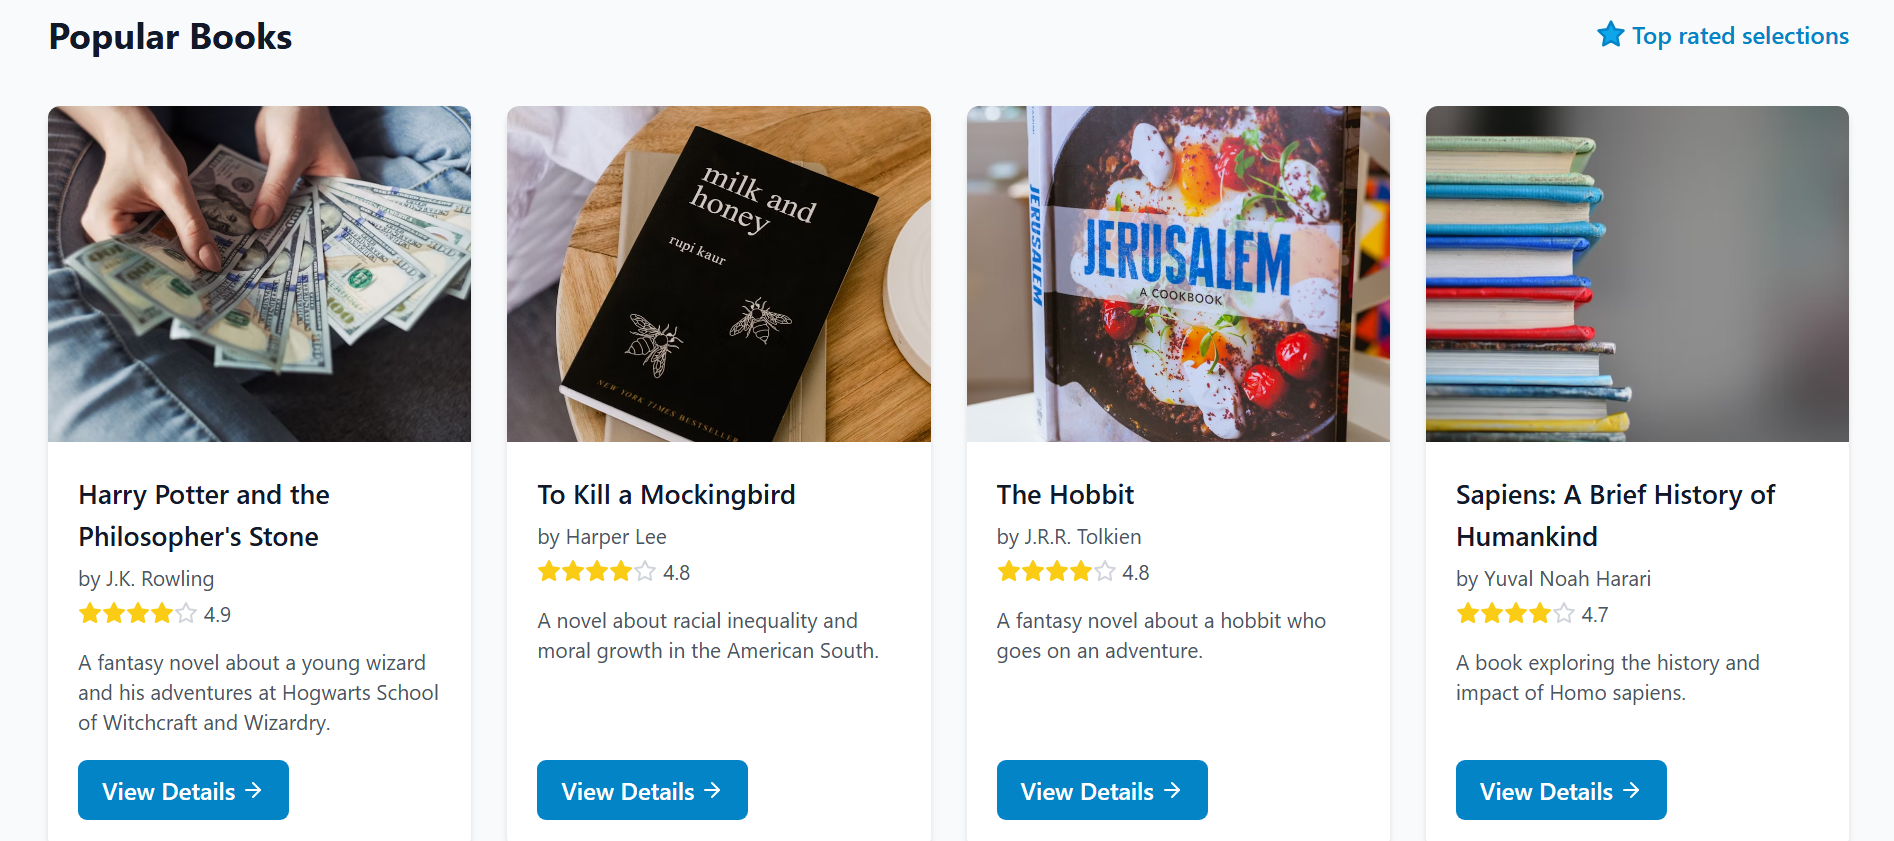 Popular Books
Top rated selections
milk and
honey
rupi kaur
NEW YORK TIMES BESTSELLER
JERUSALEM
JERUSALEM
A COOKBOOK
Harry Potter and the
Philosopher's Stone
by J.K. Rowling
4.9
A fantasy novel about a young wizard
and his adventures at Hogwarts School
of Witchcraft and Wizardry.
View Details →
To Kill a Mockingbird
by Harper Lee
4.8
A novel about racial inequality and
moral growth in the American South.
View Details →
The Hobbit
by J.R.R. Tolkien
4.8
A fantasy novel about a hobbit who
goes on an adventure.
View Details →
Sapiens: A Brief History of
Humankind
by Yuval Noah Harari
4.7
A book exploring the history and
impact of Homo sapiens.
View Details →